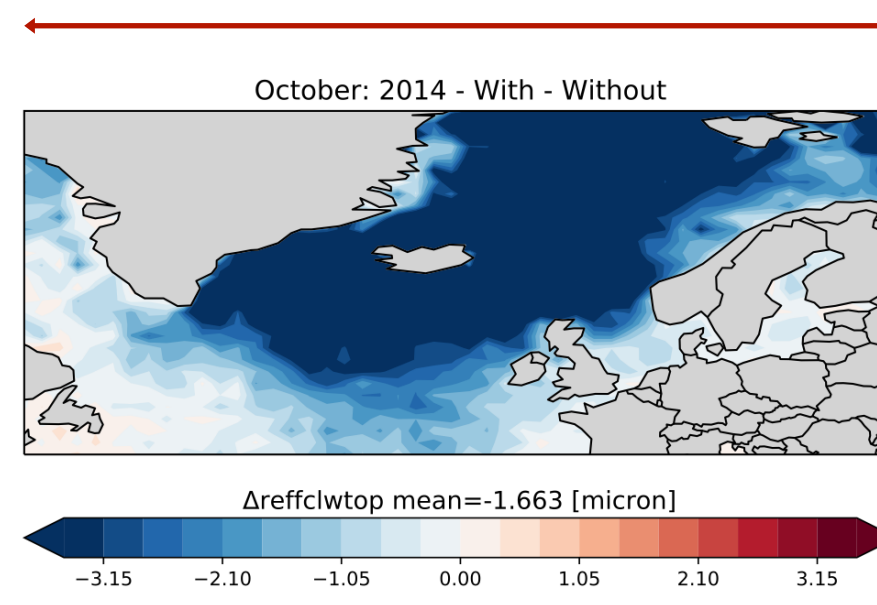 October: 2014 - With - Without
Δreffclwtop mean=-1.663 [micron]
−3.15 −2.10 −1.05 0.00 1.05 2.10 3.15